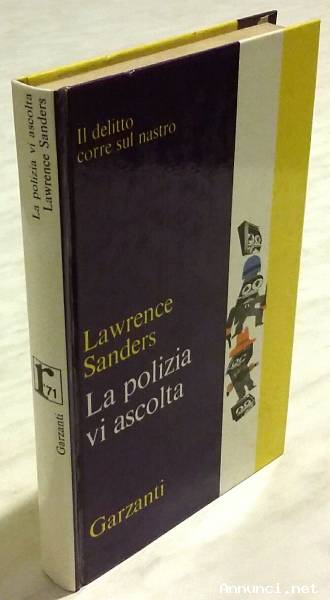 La polizia vi ascolta
Lawrence Sanders
r
71
Garzanti
Il delitto
corre sul nastro
Lawrence
Sanders
La polizia
vi ascolta
Garzanti
Annunci.net